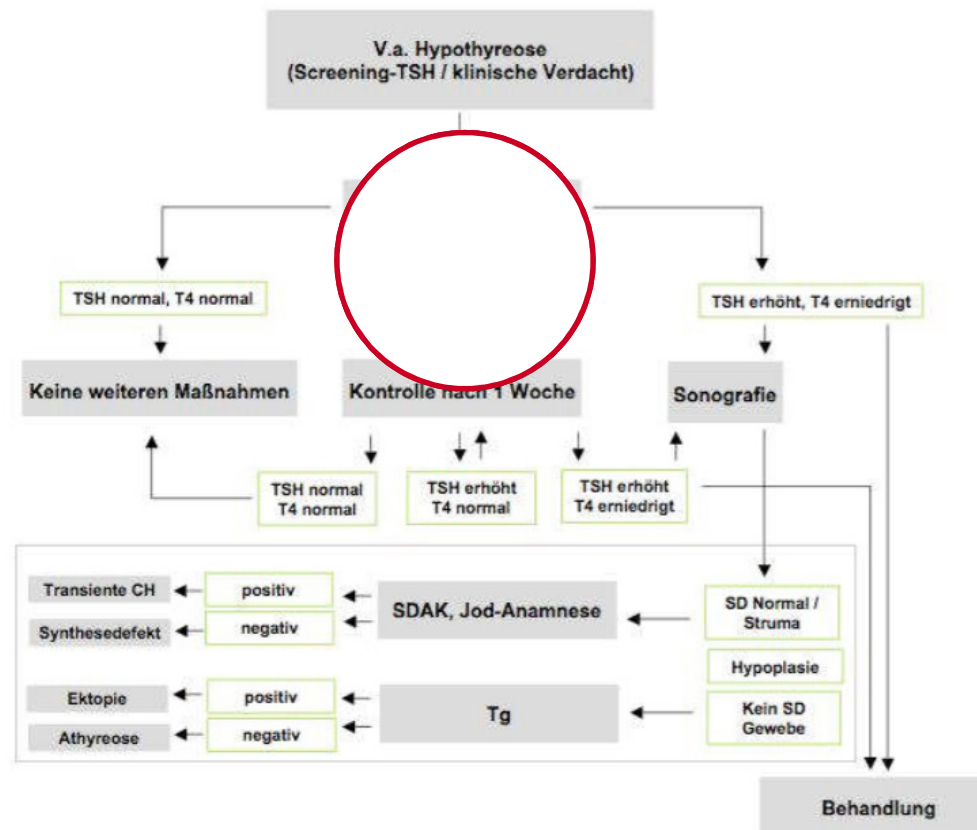 V.a. Hypothyreose
(Screening-TSH / klinische Verdacht)
TSH normal, T4 normal
TSH erhöht, T4 erniedrigt
Keine weiteren Maßnahmen
Kontrolle nach 1 Woche
Sonografie
TSH normal
T4 normal
TSH erhöht
T4 normal
TSH erhöht
T4 erniedrigt
Transiente CH
positiv
SDAK, Jod-Anamnese
SD Normal /
Struma
Synthesedefekt
negativ
Hypoplasie
Ektopie
positiv
Tg
Kein SD
Gewebe
Athyreose
negativ
Behandlung